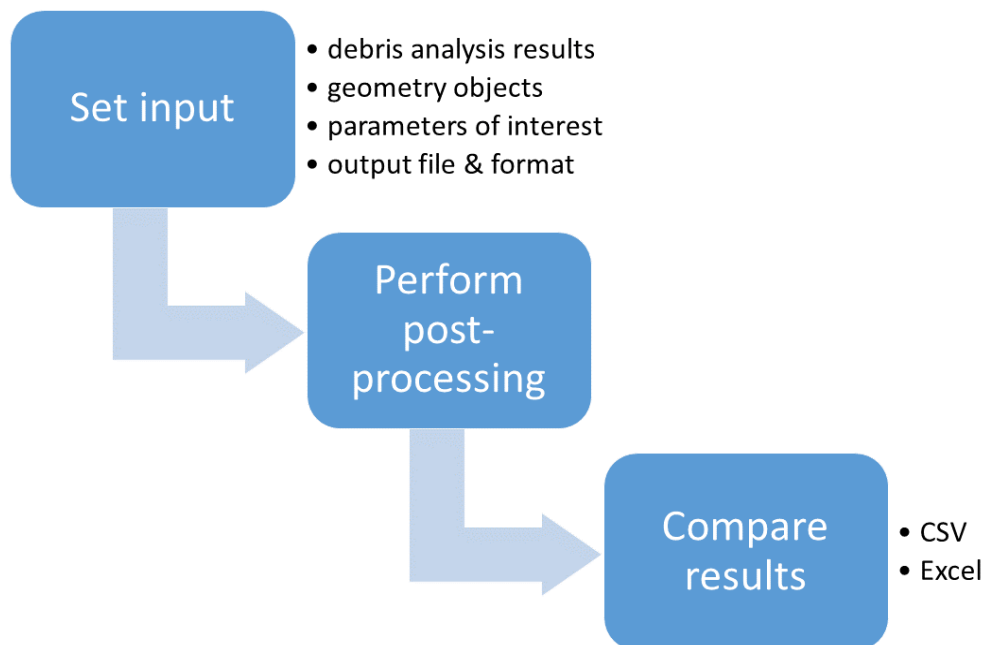 Set input
• debris analysis results
• geometry objects
• parameters of interest
• output file & format
Perform
post-
processing
Compare
results
• CSV
• Excel